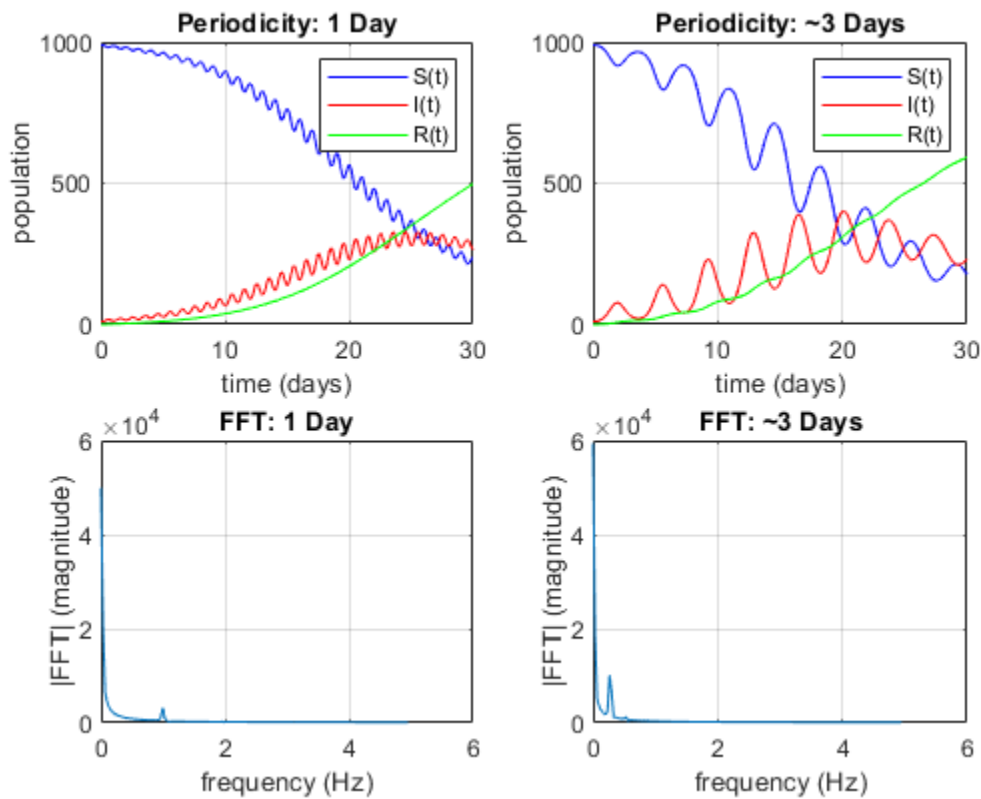 Periodicity: 1 Day
1000
500
0
population
S(t)
I(t)
R(t)
0 10 20 30
time (days)
Periodicity: ~3 Days
1000
500
0
population
S(t)
I(t)
R(t)
0 10 20 30
time (days)
FFT: 1 Day
×10⁴
6
4
2
0
|FFT| (magnitude)
0 2 4 6
frequency (Hz)
FFT: ~3 Days
×10⁴
6
4
2
0
|FFT| (magnitude)
0 2 4 6
frequency (Hz)